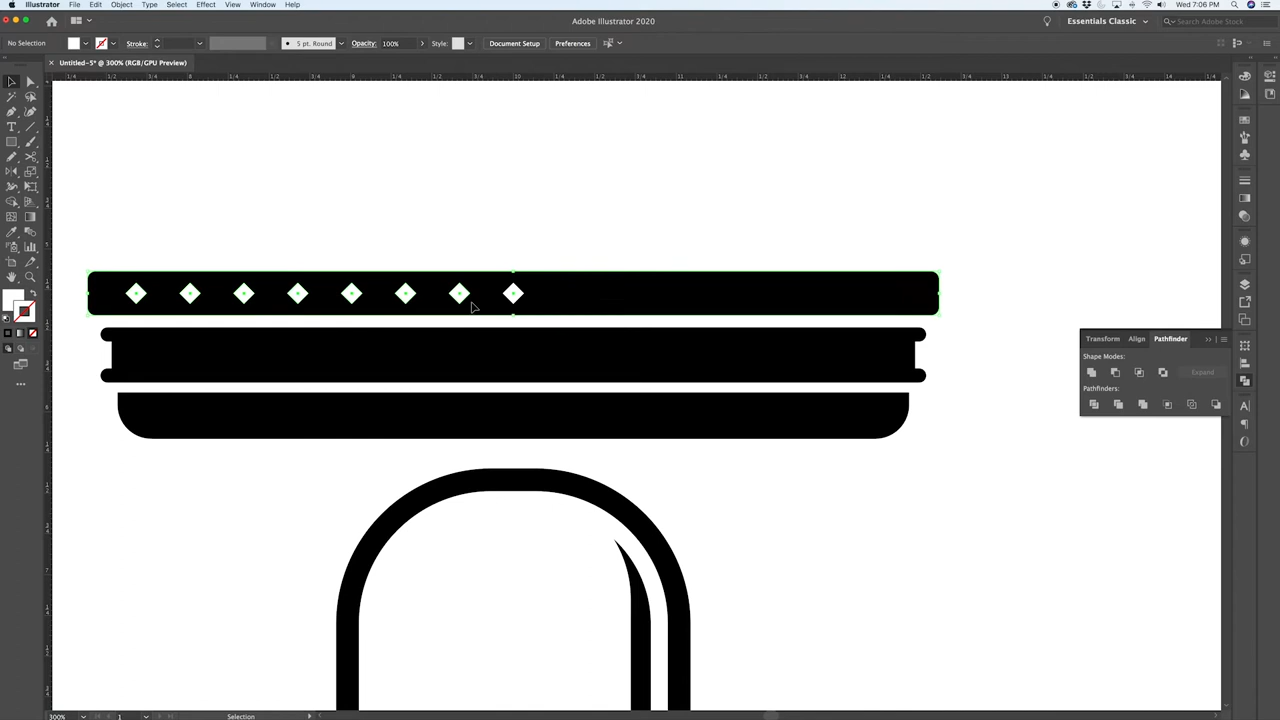 Illustrator File Edit Object Type Select Effect View Window Help
Wed 7:06 PM
Adobe Illustrator 2020
Essentials Classic
Search Adobe Stock
No Selection
Stroke:
5 pt. Round
Opacity: 100%
Style:
Document Setup
Preferences
Untitled-5* @ 300% (RGB/GPU Preview)
Transform Align Pathfinder
Shape Modes:
Expand
Pathfinders:
300%
1
Selection